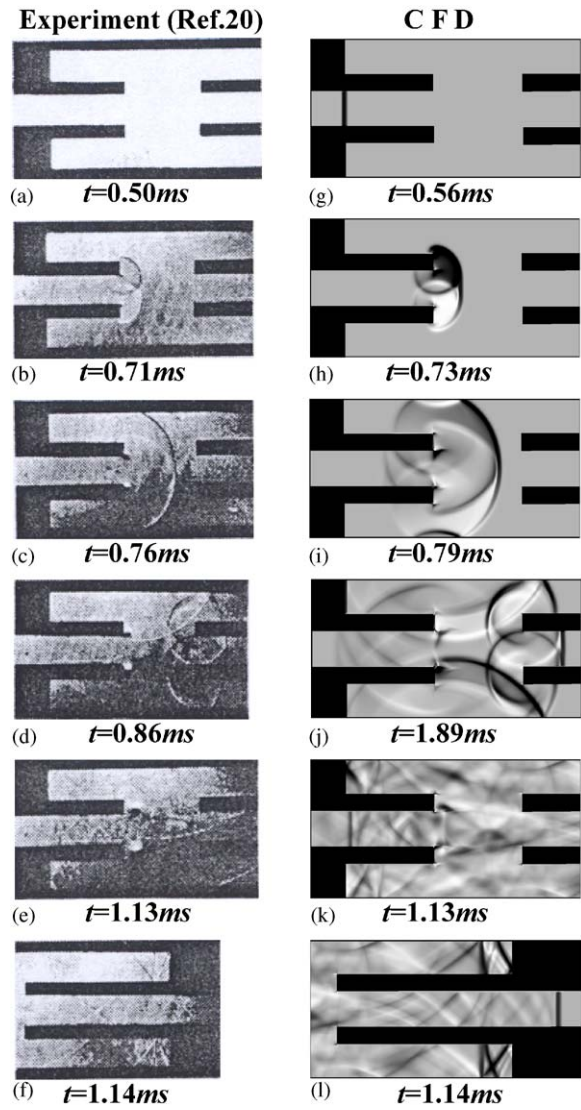 Experiment (Ref.20) C F D
(a) t=0.50ms (g) t=0.56ms
(b) t=0.71ms (h) t=0.73ms
(c) t=0.76ms (i) t=0.79ms
(d) t=0.86ms (j) t=1.89ms
(e) t=1.13ms (k) t=1.13ms
(f) t=1.14ms (l) t=1.14ms